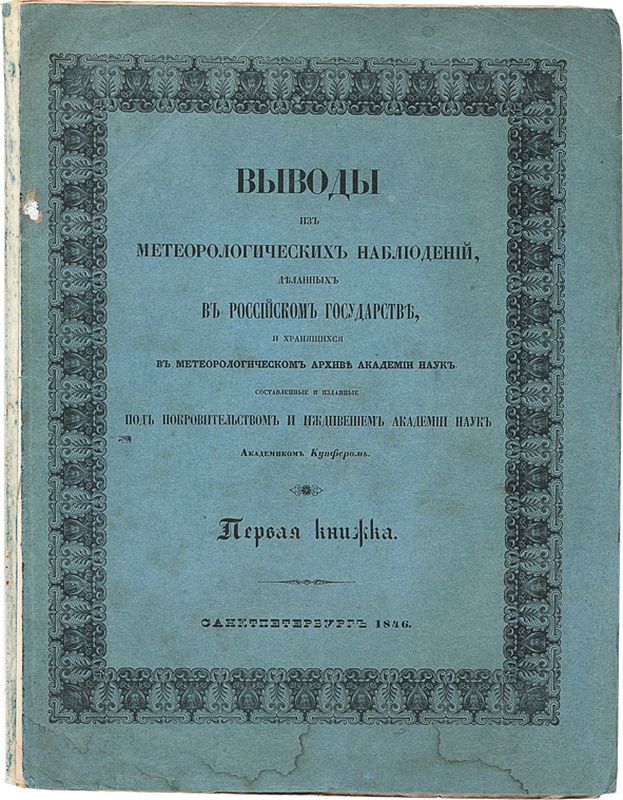 ВЫВОДЫ
ИЗЪ
МЕТЕОРОЛОГИЧЕСКИХЪ НАБЛЮДЕНІЙ,
ДѢЛАННЫХЪ
ВЪ РОССІЙСКОМЪ ГОСУДАРСТВѢ,
И ХРАНЯЩИХСЯ
ВЪ МЕТЕОРОЛОГИЧЕСКОМЪ АРХИВѢ АКАДЕМІИ НАУКЪ
СОСТАВЛЕННЫЕ И ИЗДАННЫЕ
ПОДЪ ПОКРОВИТЕЛЬСТВОМЪ И ИЖДИВЕНІЕМЪ АКАДЕМІИ НАУКЪ
Академикомъ Купферомъ.
Первая книжка.
САНКТПЕТЕРБУРГЪ 1846.